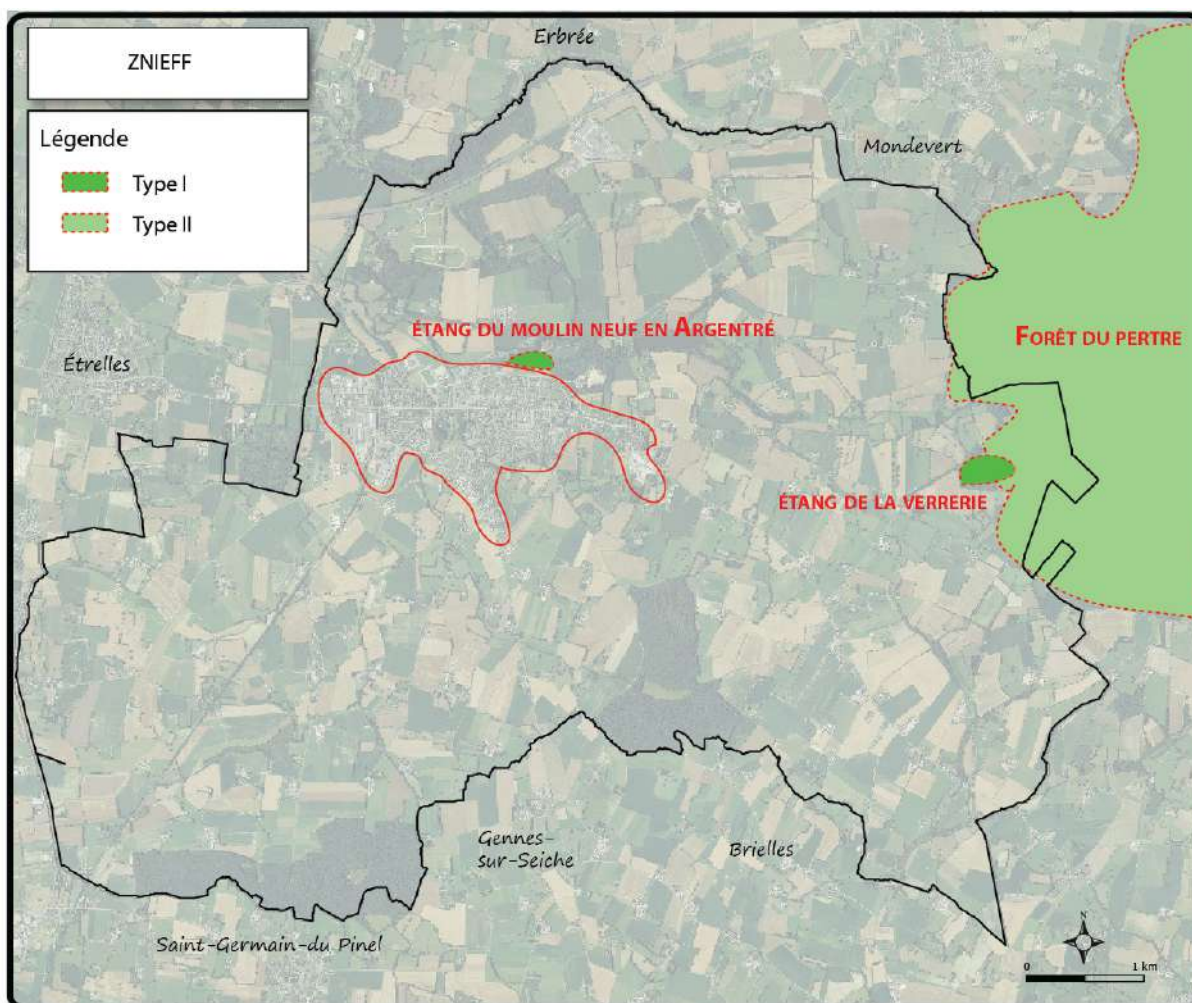 ZNIEFF
Légende
Type I
Type II
Erbrée
Mondevert
ÉTANG DU MOULIN NEUF EN ARGENTRÉ
FORÊT DU PERTRE
Étrelles
ÉTANG DE LA VERRERIE
Gennes-
sur-Seiche
Brielles
Saint-Germain-du Pinel
N
0 1 km